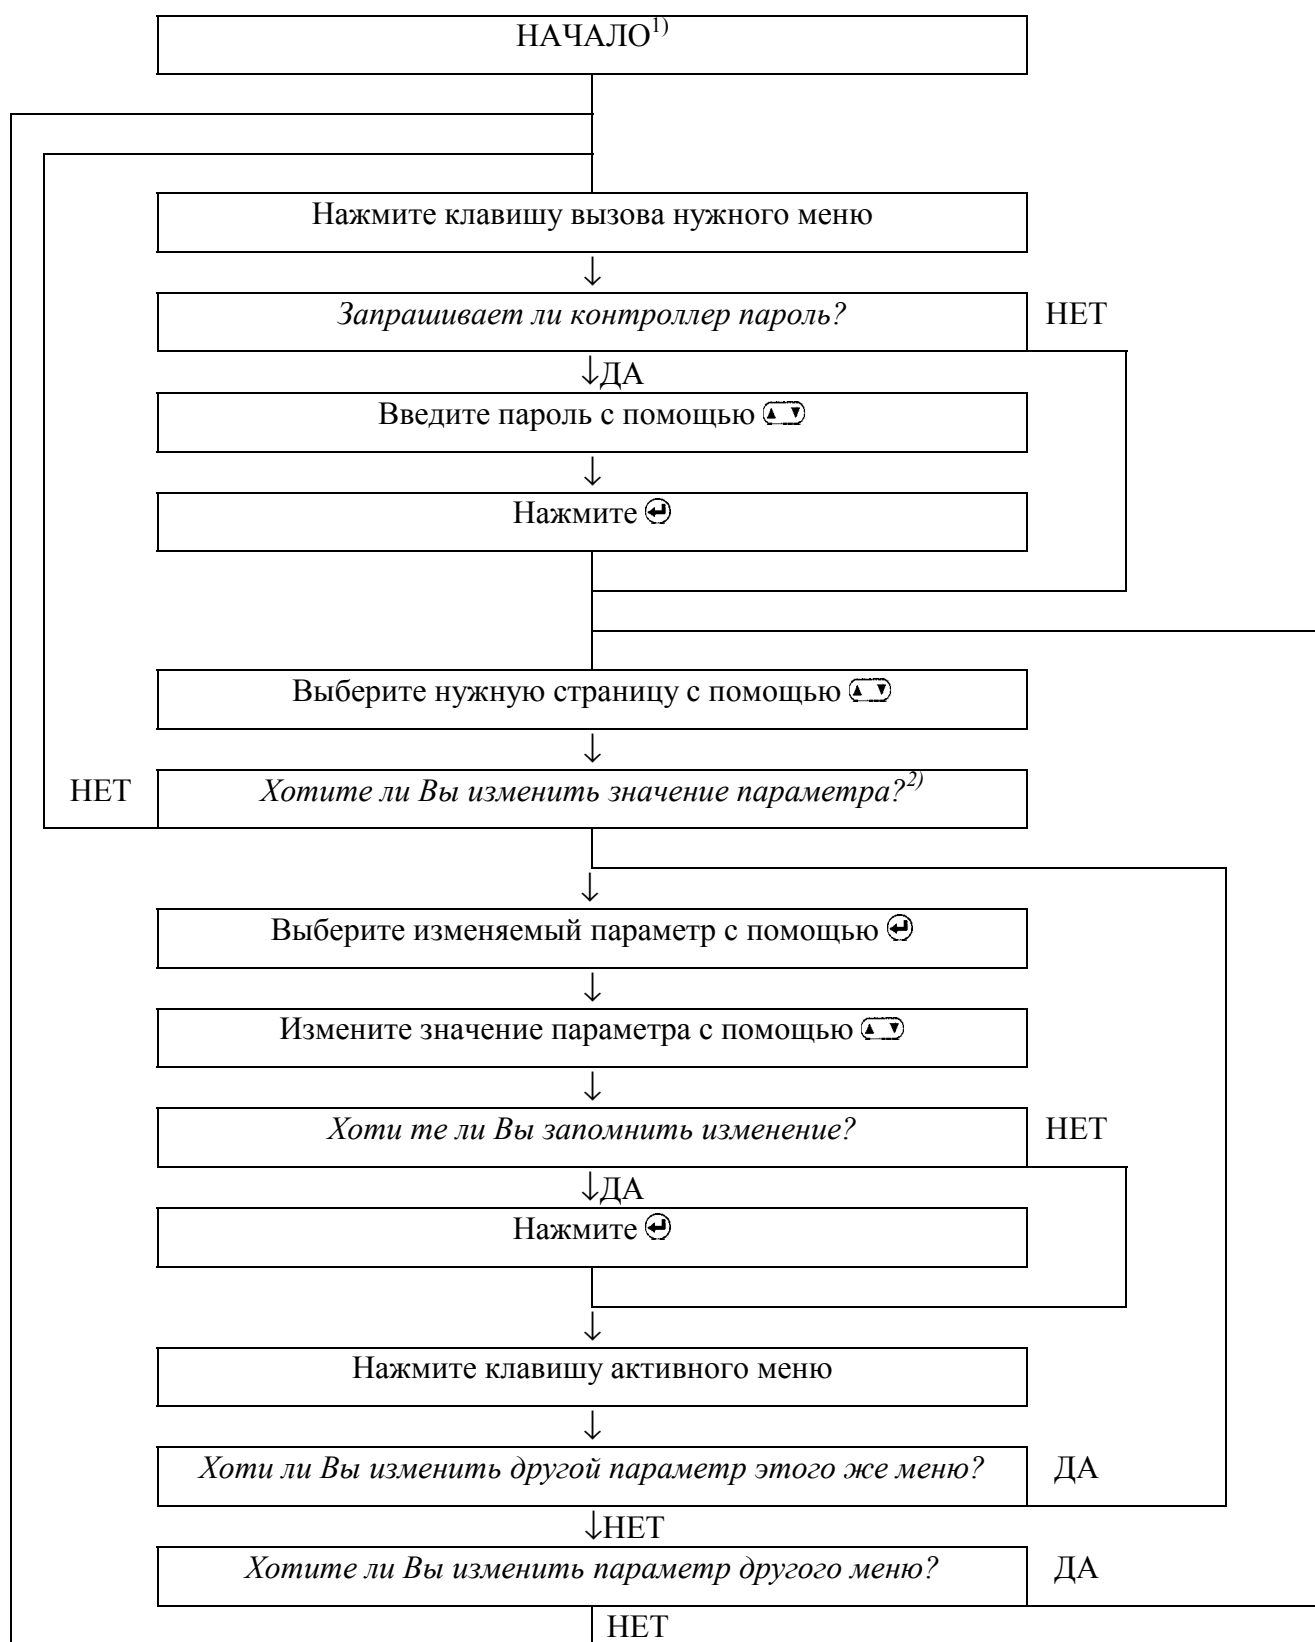 НАЧАЛО1)
Нажмите клавишу вызова нужного меню
↓
Запрашивает ли контроллер пароль?
НЕТ
↓ДА
Введите пароль с помощью
↓
Нажмите
Выберите нужную страницу с помощью
↓
НЕТ
Хотите ли Вы изменить значение параметра?2)
↓
Выберите изменяемый параметр с помощью
↓
Измените значение параметра с помощью
↓
Хоти те ли Вы запомнить изменение?
НЕТ
↓ДА
Нажмите
↓
Нажмите клавишу активного меню
↓
Хоти ли Вы изменить другой параметр этого же меню?
ДА
↓НЕТ
Хотите ли Вы изменить параметр другого меню?
ДА
НЕТ